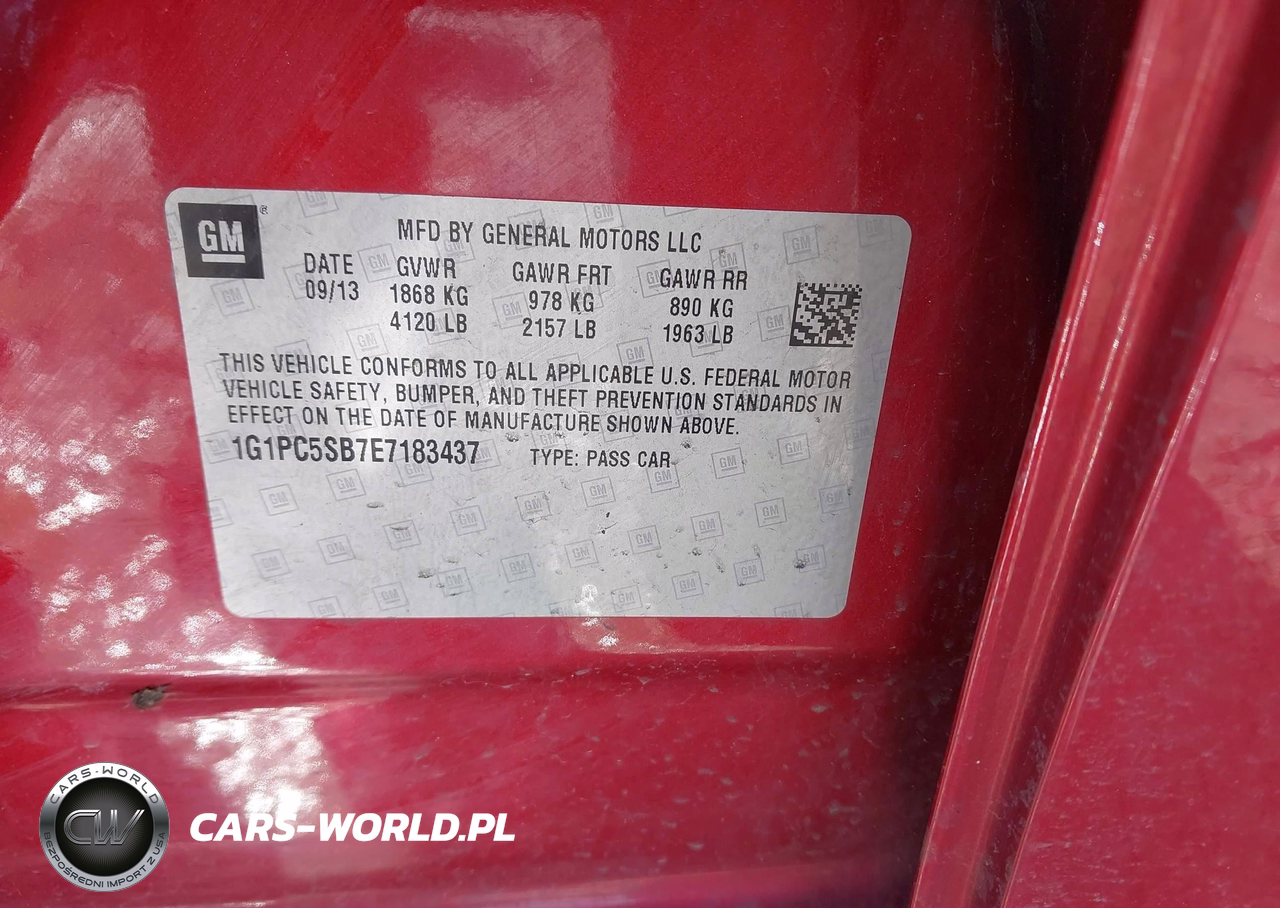 GM
MFD BY GENERAL MOTORS LLC
DATE GVWR GAWR FRT GAWR RR
09/13 1868 KG 978 KG 890 KG
4120 LB 2157 LB 1963 LB
THIS VEHICLE CONFORMS TO ALL APPLICABLE U.S. FEDERAL MOTOR
VEHICLE SAFETY, BUMPER, AND THEFT PREVENTION STANDARDS IN
EFFECT ON THE DATE OF MANUFACTURE SHOWN ABOVE.
1G1PC5SB7E7183437 TYPE: PASS CAR
CARS-WORLD
CW
BEZPOŚREDNI IMPORT Z USA
CARS-WORLD.PL